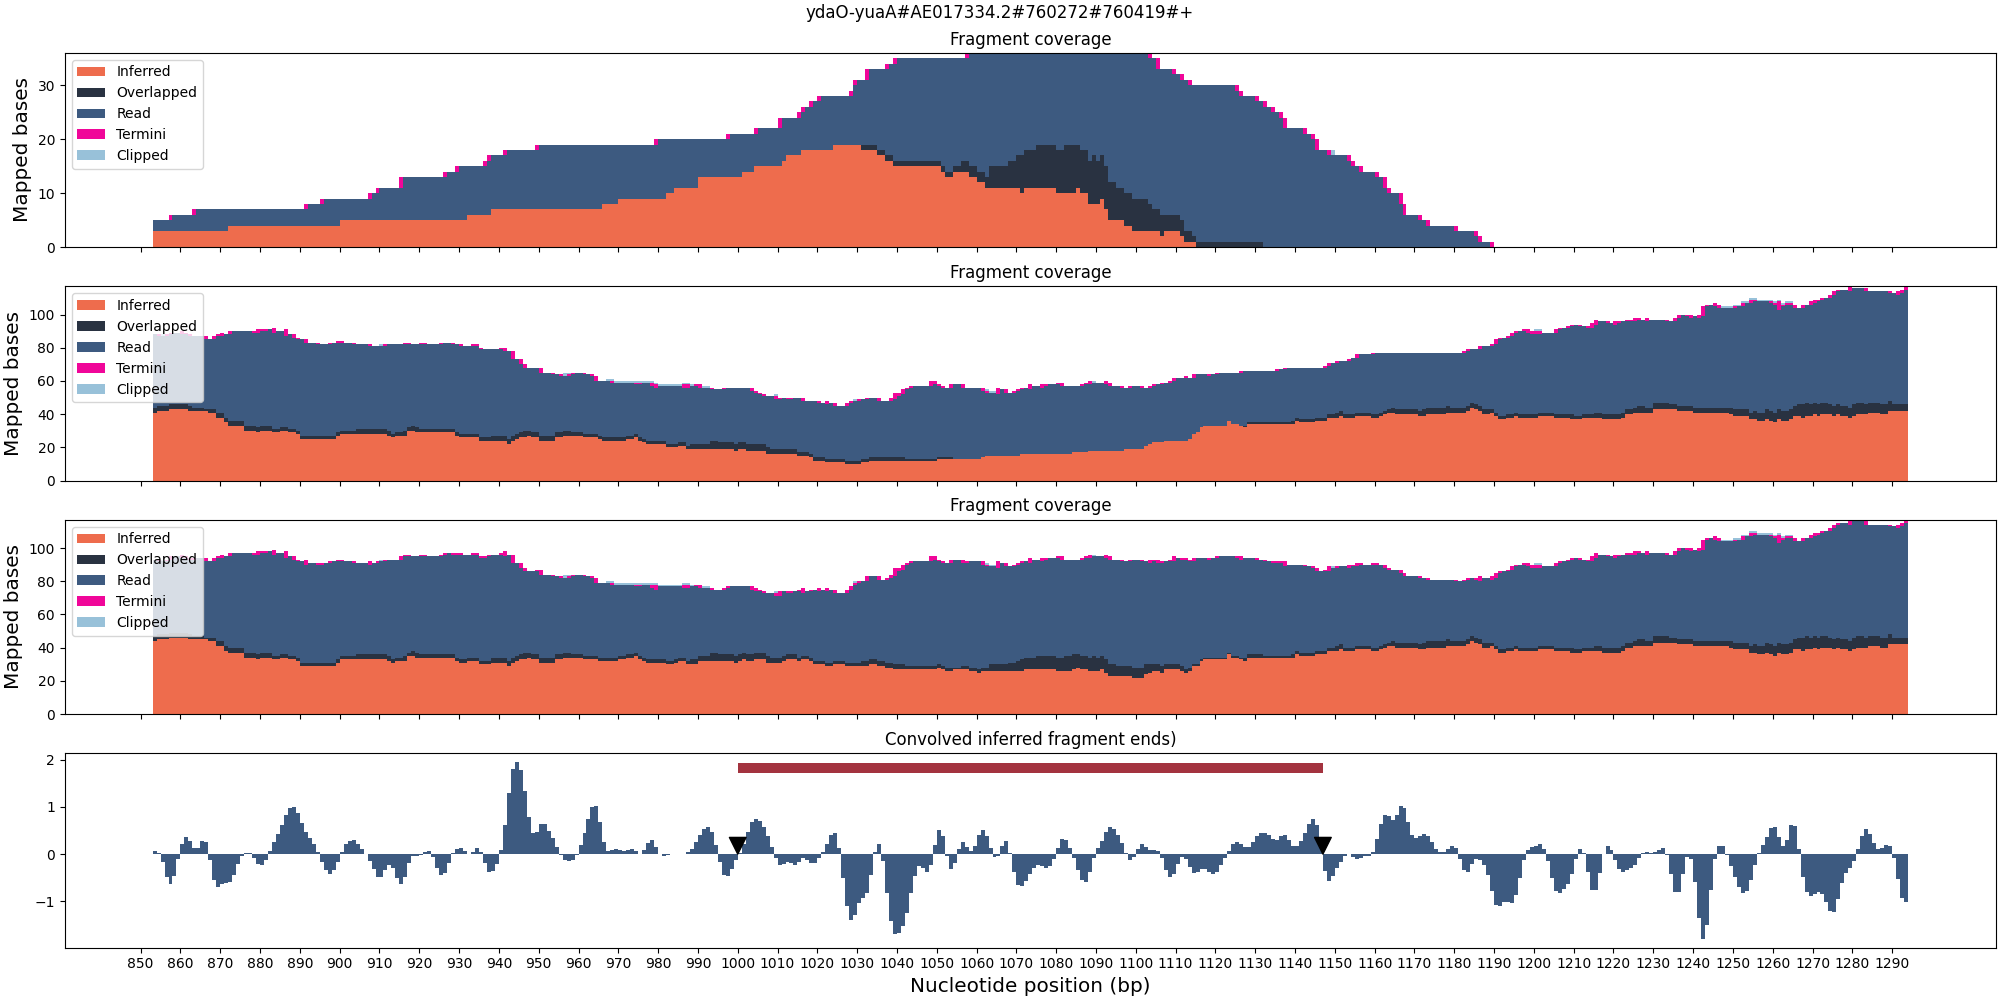 ydaO-yuaA#AE017334.2#760272#760419#+
Fragment coverage
Mapped bases
30
20
10
0
Inferred
Overlapped
Read
Termini
Clipped
Fragment coverage
Mapped bases
100
80
60
40
20
0
Inferred
Overlapped
Read
Termini
Clipped
Fragment coverage
Mapped bases
100
80
60
40
20
0
Inferred
Overlapped
Read
Termini
Clipped
Convolved inferred fragment ends)
2
1
0
−1
850 860 870 880 890 900 910 920 930 940 950 960 970 980 990 1000 1010 1020 1030 1040 1050 1060 1070 1080 1090 1100 1110 1120 1130 1140 1150 1160 1170 1180 1190 1200 1210 1220 1230 1240 1250 1260 1270 1280 1290
Nucleotide position (bp)